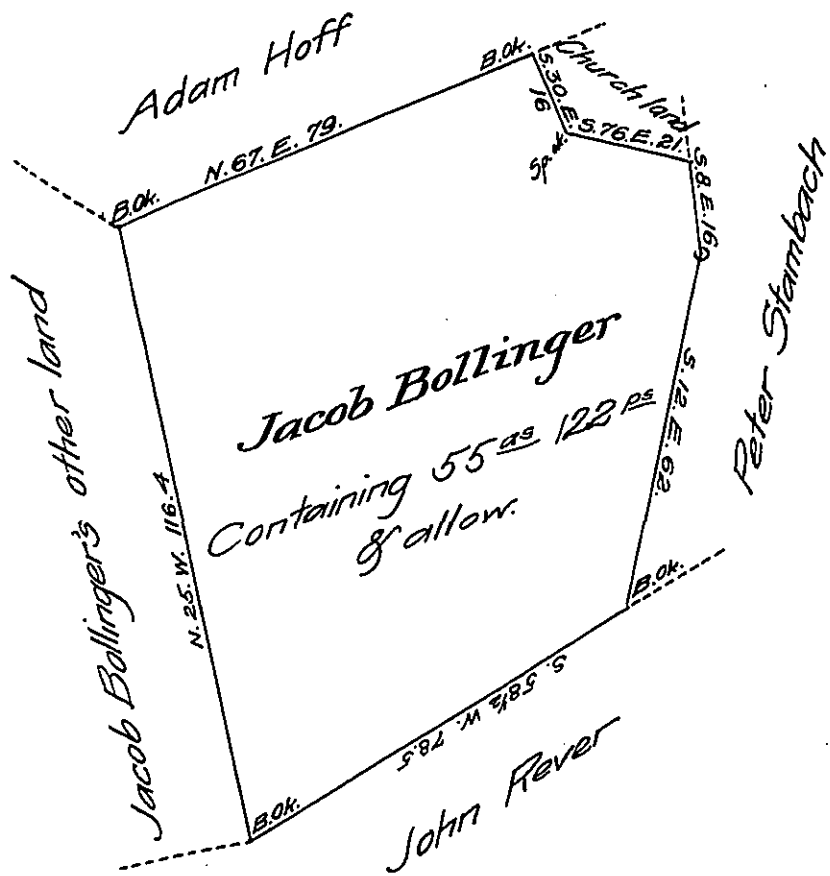 Adam Hoff
B.Ok.
Church land
N. 67. E. 79.
S. 30. E.
16
S. 76. E. 21.
Sp. ok.
S. 8. E. 16
B.Ok.
Jacob Bollinger's other land
Peter Stambach
Jacob Bollinger
Containing 55 as 122 ps
& allow.
S. 12. E. 62.
N. 25. W. 116.4
B.Ok.
S. 58½ W. 78.5
B.Ok.
John Rever